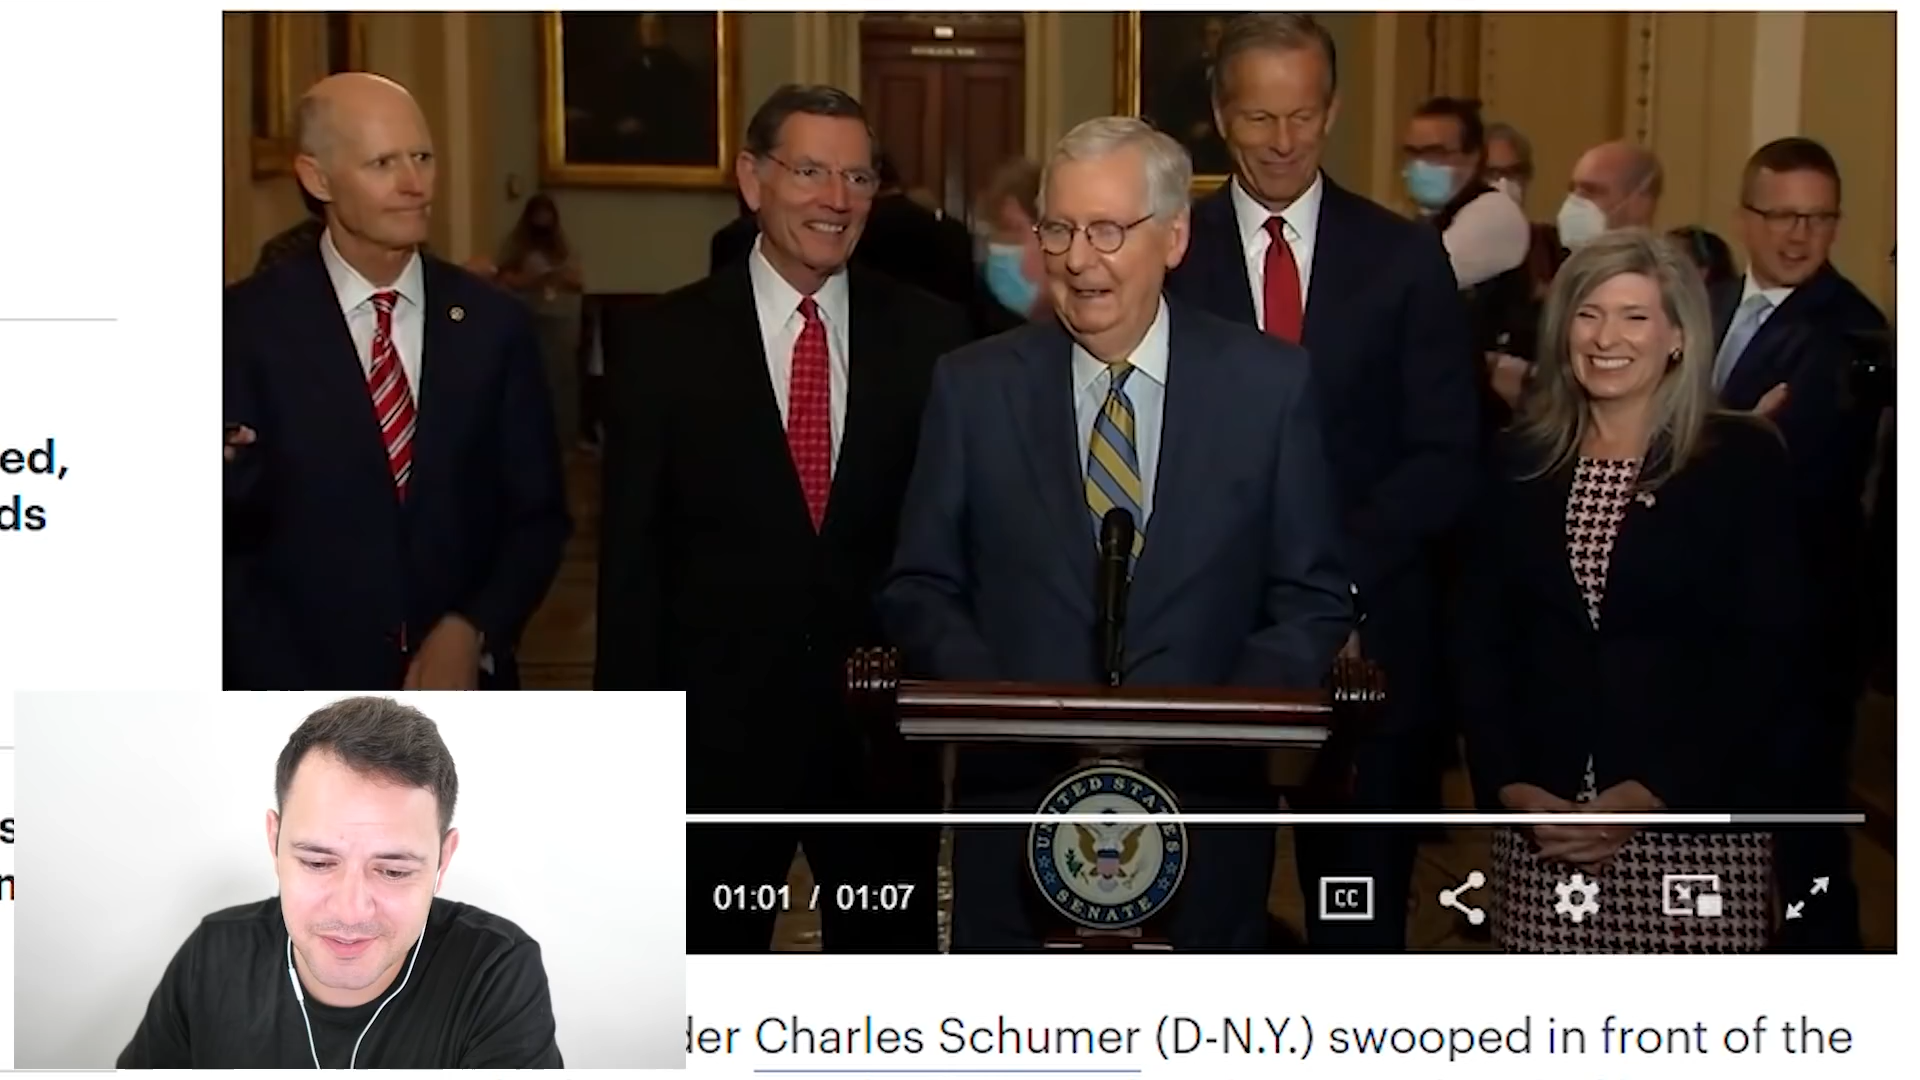 ed,
ds
s
n
UNITED STATES
SENATE
01:01 / 01:07
CC
der Charles Schumer (D-N.Y.) swooped in front of the